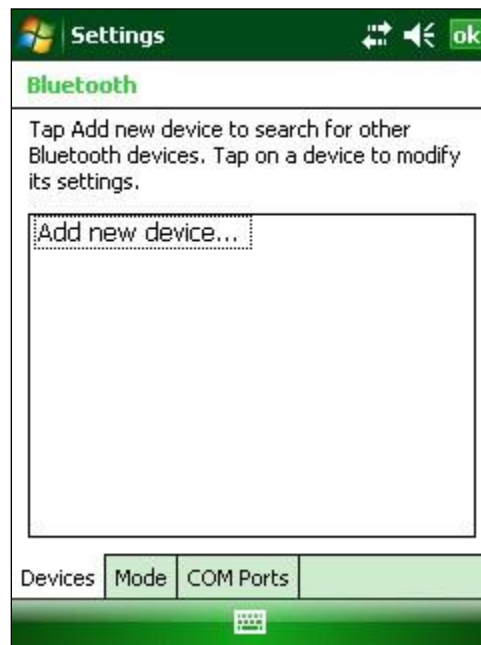 Settings
ok
Bluetooth
Tap Add new device to search for other
Bluetooth devices. Tap on a device to modify
its settings.
Add new device...
Devices Mode COM Ports